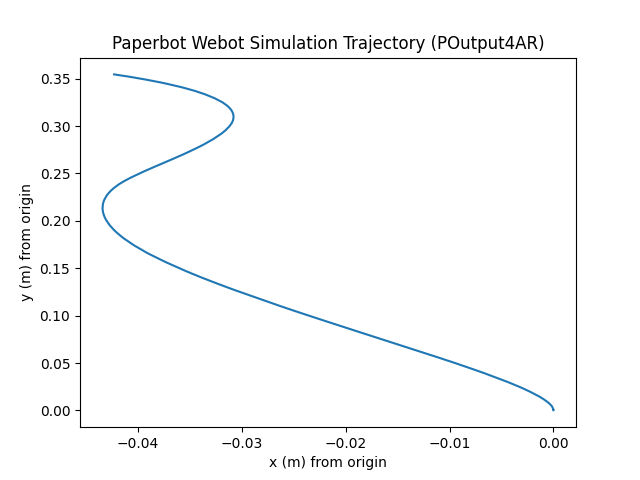 Paperbot Webot Simulation Trajectory (POutput4AR)
0.35
0.30
0.25
0.20
0.15
0.10
0.05
0.00
y (m) from origin
−0.04 −0.03 −0.02 −0.01 0.00
x (m) from origin